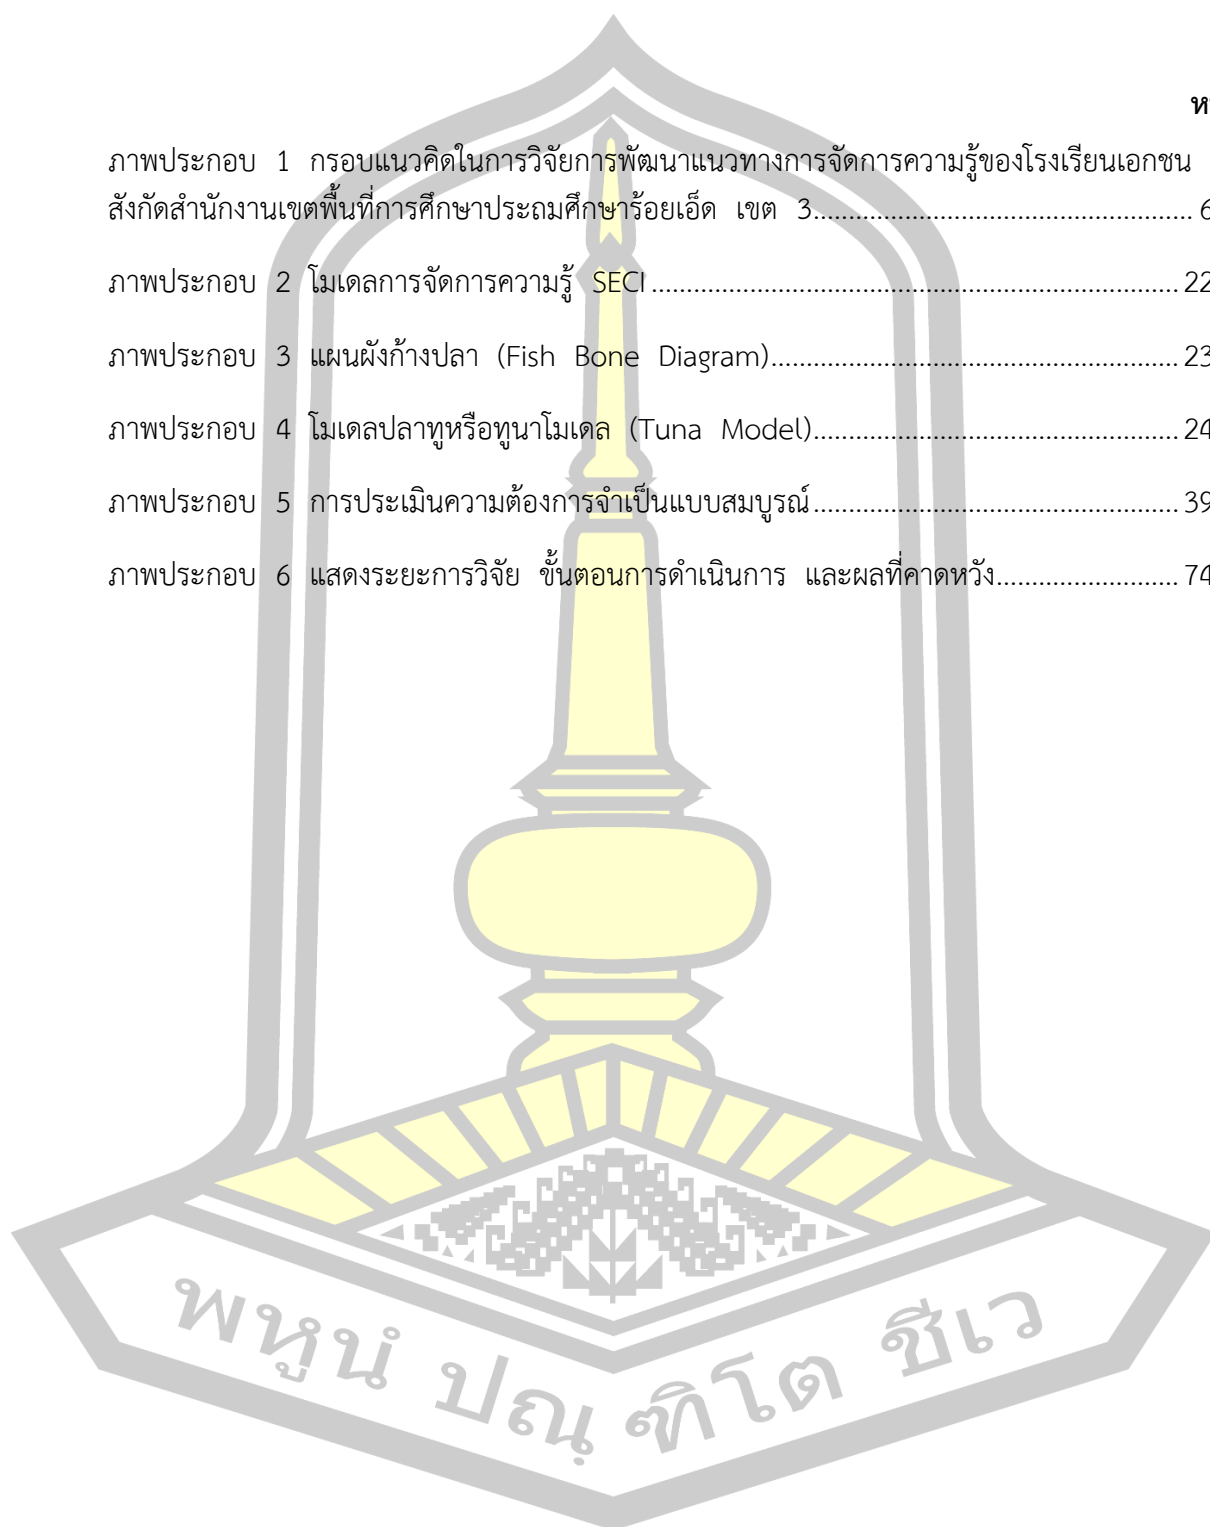 ภาพประกอบ 1 กรอบแนวคิดในการวิจัยการพัฒนาแนวทางการจัดการความรู้ของโรงเรียนเอกชน
สังกัดสำนักงานเขตพื้นที่การศึกษาประถมศึกษาร้อยเอ็ด เขต 3................................................... 6
ภาพประกอบ 2 โมเดลการจัดการความรู้ SECI ....................................................................... 22
ภาพประกอบ 3 แผนผังก้างปลา (Fish Bone Diagram)....................................................... 23
ภาพประกอบ 4 โมเดลปลาทูหรือทูนาโมเดล (Tuna Model)................................................. 24
ภาพประกอบ 5 การประเมินความต้องการจำเป็นแบบสมบูรณ์ ................................................. 39
ภาพประกอบ 6 แสดงระยะการวิจัย ขั้นตอนการดำเนินการ และผลที่คาดหวัง......................... 74
พหูนํ ปณฺฑิโต ชีเว